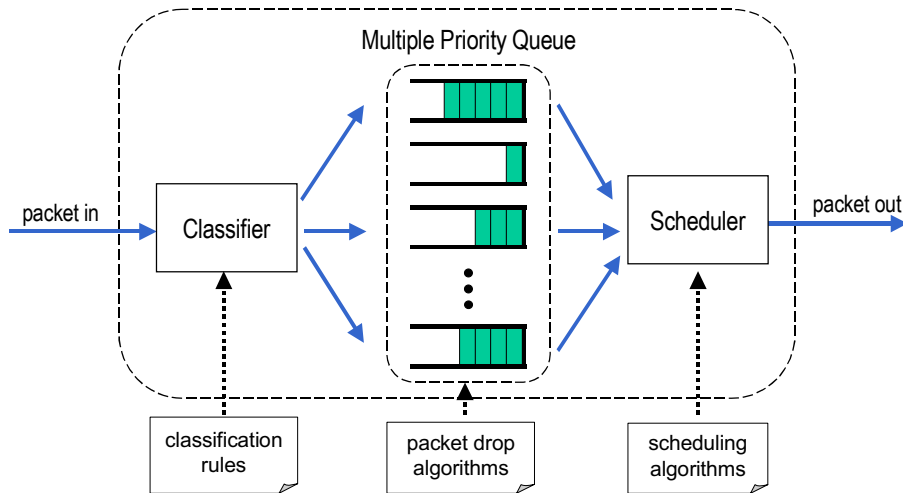 Multiple Priority Queue
packet in
Classifier
Scheduler
packet out
classification
rules
packet drop
algorithms
scheduling
algorithms